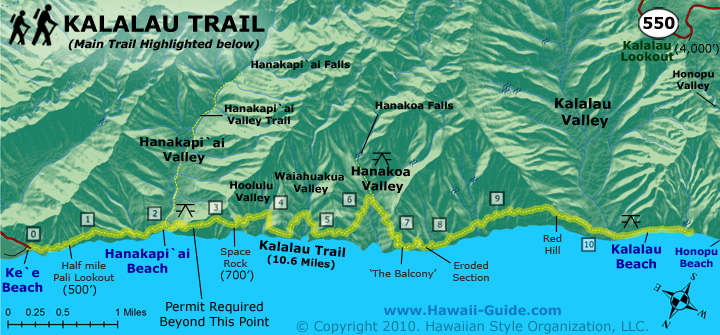 KALALAU TRAIL
(Main Trail Highlighted below)
550
Kalalau
Lookout
(4,000')
Honopu
Valley
Hanakapi`ai Falls
Hanakapi`ai
Valley Trail
Hanakoa Falls
Kalalau
Valley
Hanakapi`ai
Valley
Waiahuakua
Valley
Hanakoa
Valley
Hoolulu
Valley
0
1
2
3
4
5
6
7
8
9
10
Ke`e
Beach
Half mile
Pali Lookout
(500')
Hanakapi`ai
Beach
Space
Rock
(700')
Kalalau Trail
(10.6 Miles)
'The Balcony'
Eroded
Section
Red
Hill
Kalalau
Beach
Honopu
Beach
Permit Required
Beyond This Point
0 0.25 0.5 1 Miles
www.Hawaii-Guide.com
© Copyright 2010. Hawaiian Style Organization, LLC.
N
E
S
W